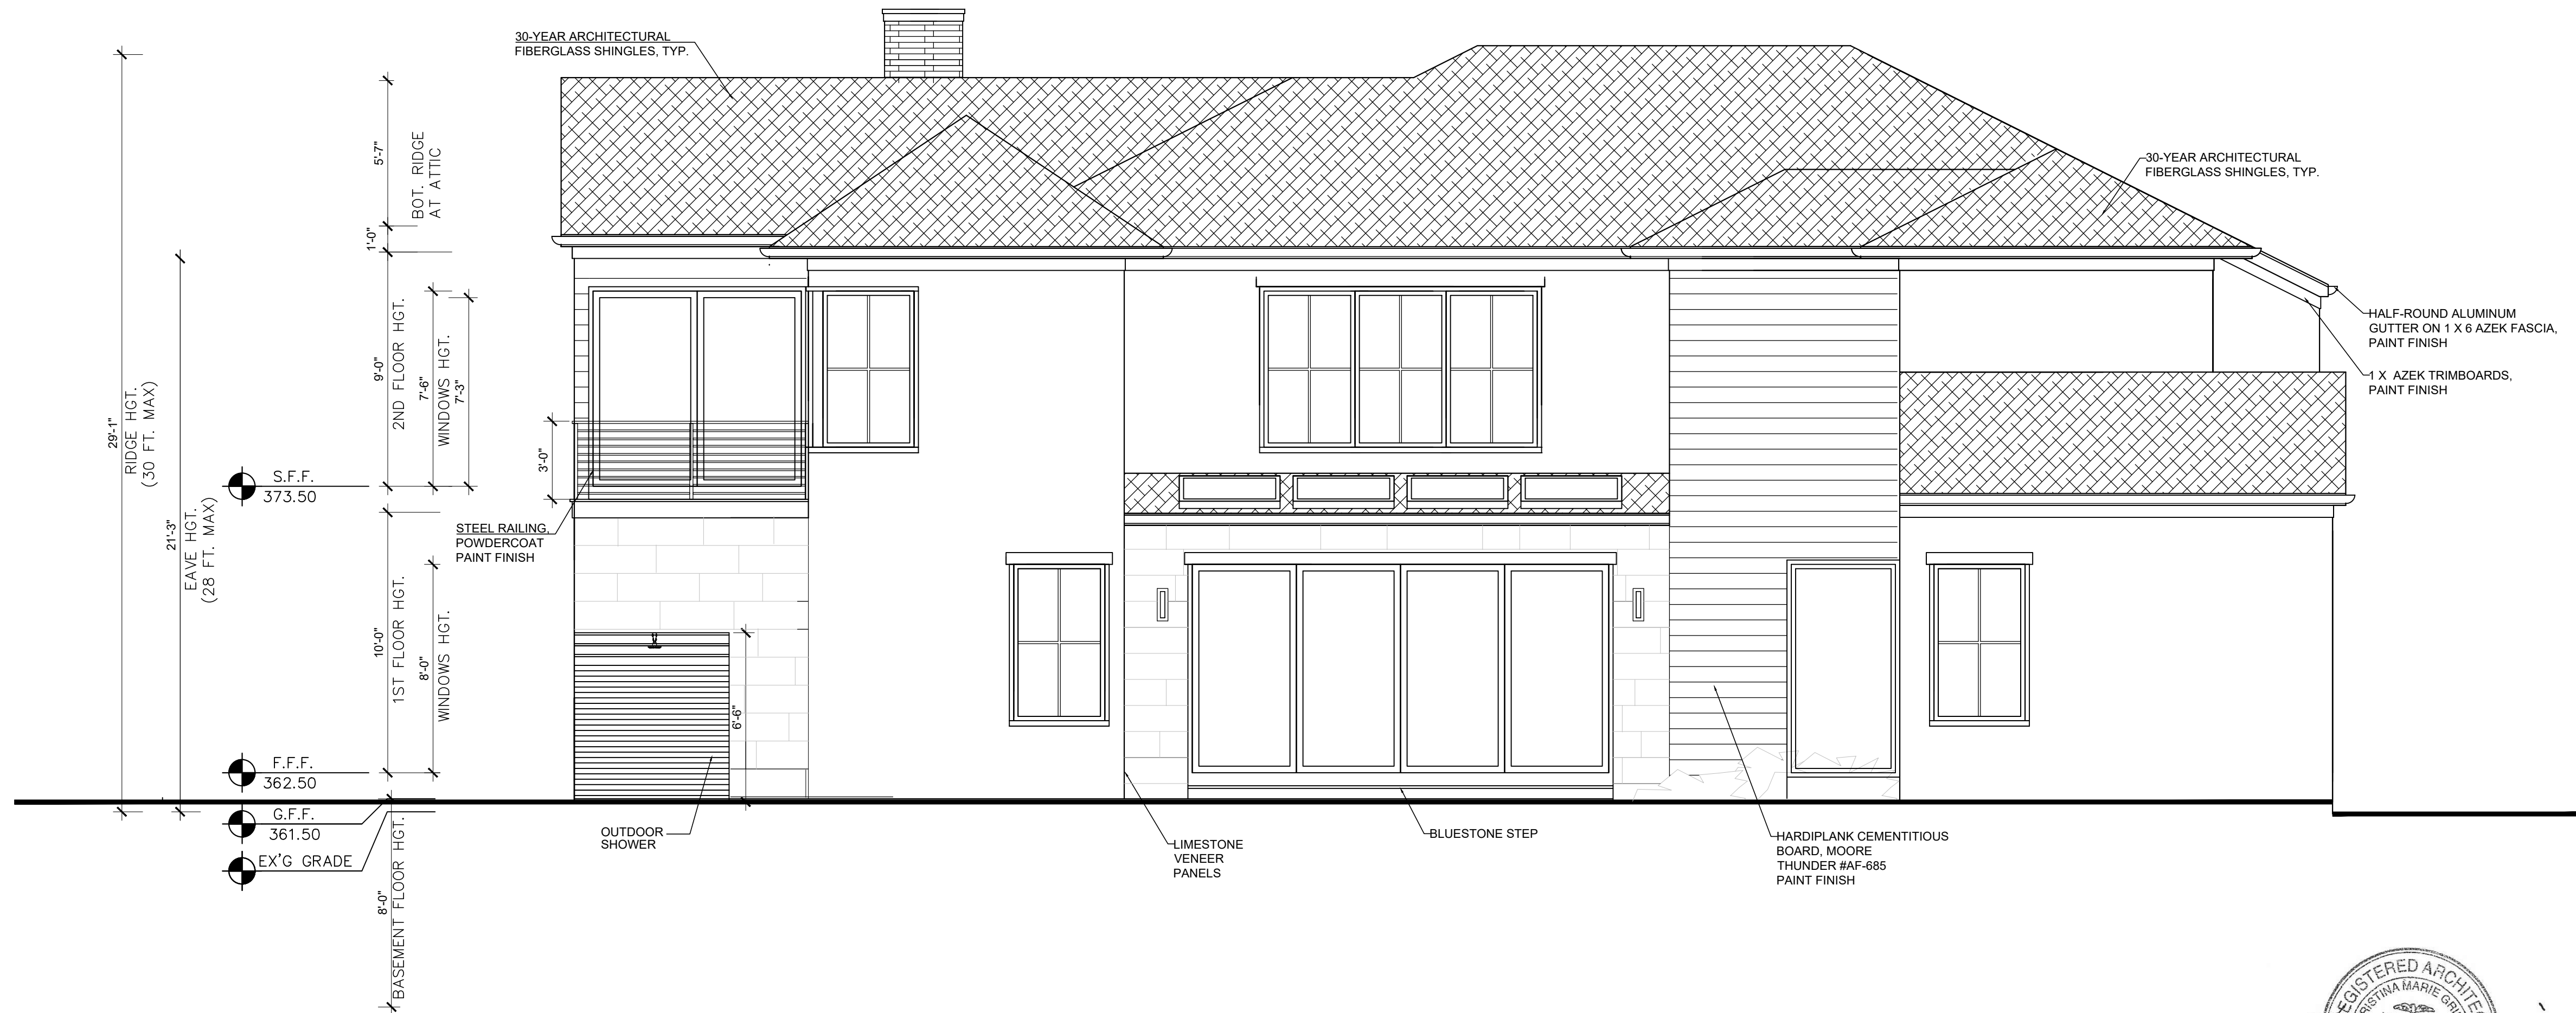 30-YEAR ARCHITECTURAL
FIBERGLASS SHINGLES, TYP.
30-YEAR ARCHITECTURAL
FIBERGLASS SHINGLES, TYP.
HALF-ROUND ALUMINUM
GUTTER ON 1 X 6 AZEK FASCIA,
PAINT FINISH
1 X AZEK TRIMBOARDS,
PAINT FINISH
29'-1"
RIDGE HGT.
(30 FT. MAX)
21'-3"
EAVE HGT.
(28 FT. MAX)
5'-7"
BOT. RIDGE
AT ATTIC
1'-0"
9'-0"
2ND FLOOR HGT.
7'-6"
WINDOWS HGT.
7'-3"
3'-0"
S.F.F.
373.50
STEEL RAILING,
POWDERCOAT
PAINT FINISH
10'-0"
1ST FLOOR HGT.
8'-0"
WINDOWS HGT.
6'-6"
F.F.F.
362.50
G.F.F.
361.50
EX'G GRADE
8'-0"
BASEMENT FLOOR HGT.
OUTDOOR
SHOWER
LIMESTONE
VENEER
PANELS
BLUESTONE STEP
HARDIPLANK CEMENTITIOUS
BOARD, MOORE
THUNDER #AF-685
PAINT FINISH
MARIE